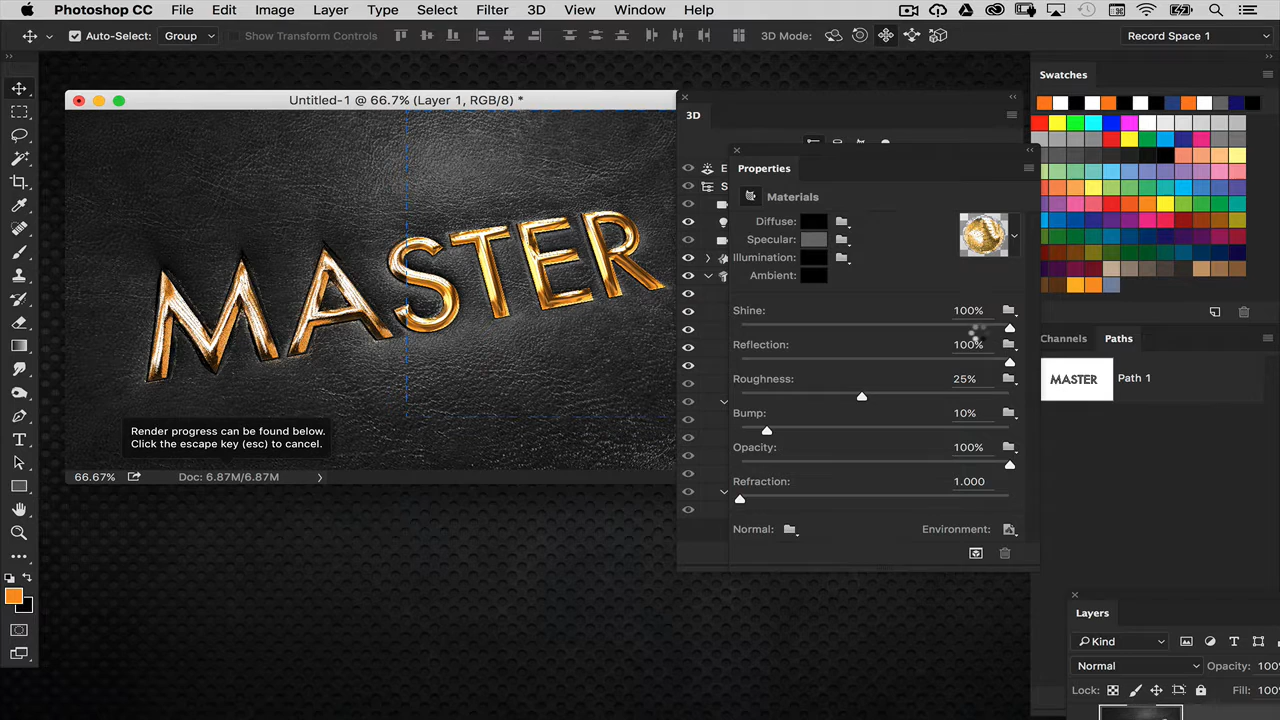 Photoshop CC File Edit Image Layer Type Select Filter 3D View Window Help
Auto-Select: Group Show Transform Controls 3D Mode: Record Space 1
Untitled-1 @ 66.7% (Layer 1, RGB/8) *
MASTER
Render progress can be found below.
Click the escape key (esc) to cancel.
66.67% Doc: 6.87M/6.87M
3D
E
S
Properties
Materials
Diffuse:
Specular:
Illumination:
Ambient:
Shine: 100%
Reflection: 100%
Roughness: 25%
Bump: 10%
Opacity: 100%
Refraction: 1.000
Normal: Environment:
Swatches
Channels Paths
MASTER Path 1
Layers
Kind
Normal Opacity: 100
Lock: Fill: 100